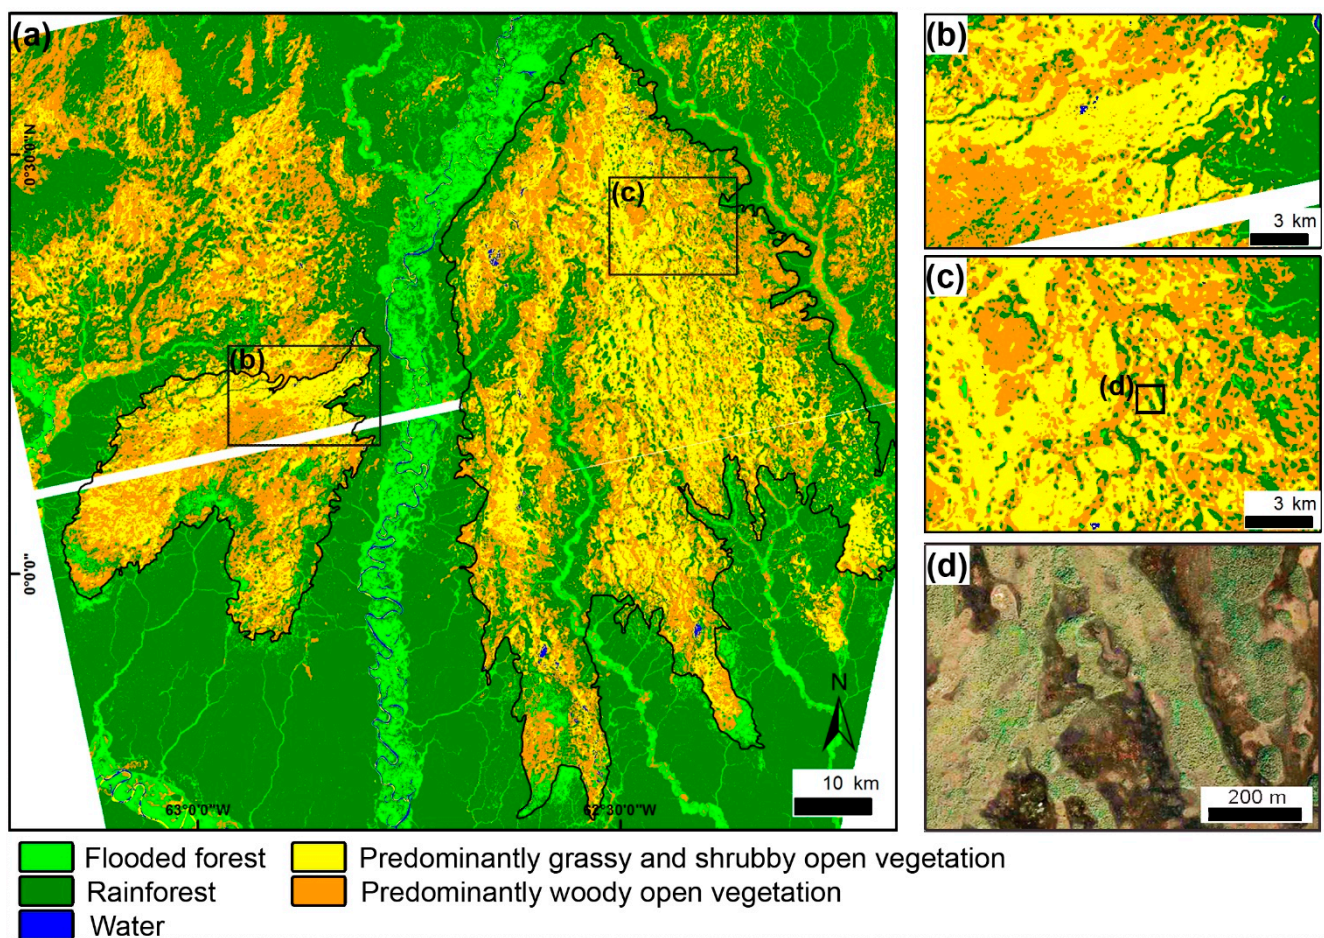 (a)
N
0°30'0"N
0°0'0"
63°0'0"W
62°30'0"W
10 km
(b)
(c)
(b)
3 km
(c)
(d)
3 km
(d)
200 m
Flooded forest
Predominantly grassy and shrubby open vegetation
Rainforest
Predominantly woody open vegetation
Water